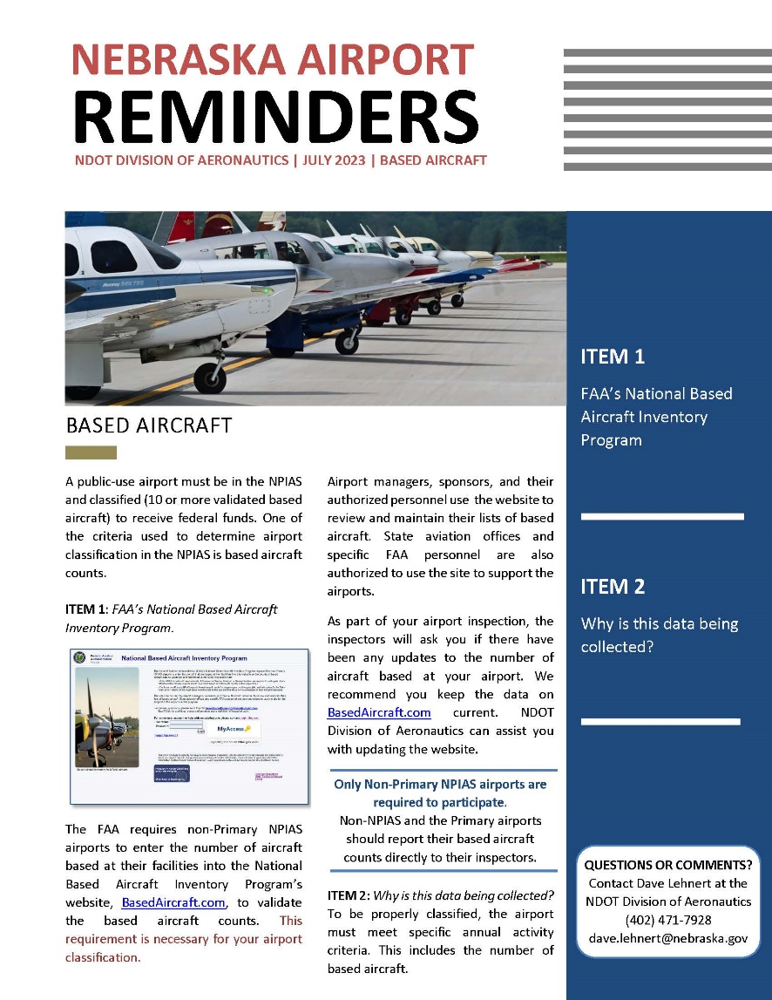 NEBRASKA AIRPORT
REMINDERS
NDOT DIVISION OF AERONAUTICS | JULY 2023 | BASED AIRCRAFT
BASED AIRCRAFT
A public-use airport must be in the NPIAS
and classified (10 or more validated based
aircraft) to receive federal funds. One of
the criteria used to determine airport
classification in the NPIAS is based aircraft
counts.
ITEM 1: FAA's National Based Aircraft
Inventory Program.
National Based Aircraft Inventory Program
MyAccess
The FAA requires non-Primary NPIAS
airports to enter the number of aircraft
based at their facilities into the National
Based Aircraft Inventory Program's
website, BasedAircraft.com, to validate
the based aircraft counts. This
requirement is necessary for your airport
classification.
Airport managers, sponsors, and their
authorized personnel use the website to
review and maintain their lists of based
aircraft. State aviation offices and
specific FAA personnel are also
authorized to use the site to support the
airports.
As part of your airport inspection, the
inspectors will ask you if there have
been any updates to the number of
aircraft based at your airport. We
recommend you keep the data on
BasedAircraft.com current. NDOT
Division of Aeronautics can assist you
with updating the website.
Only Non-Primary NPIAS airports are
required to participate.
Non-NPIAS and the Primary airports
should report their based aircraft
counts directly to their inspectors.
ITEM 2: Why is this data being collected?
To be properly classified, the airport
must meet specific annual activity
criteria. This includes the number of
based aircraft.
ITEM 1
FAA's National Based
Aircraft Inventory
Program
ITEM 2
Why is this data being
collected?
QUESTIONS OR COMMENTS?
Contact Dave Lehnert at the
NDOT Division of Aeronautics
(402) 471-7928
dave.lehnert@nebraska.gov